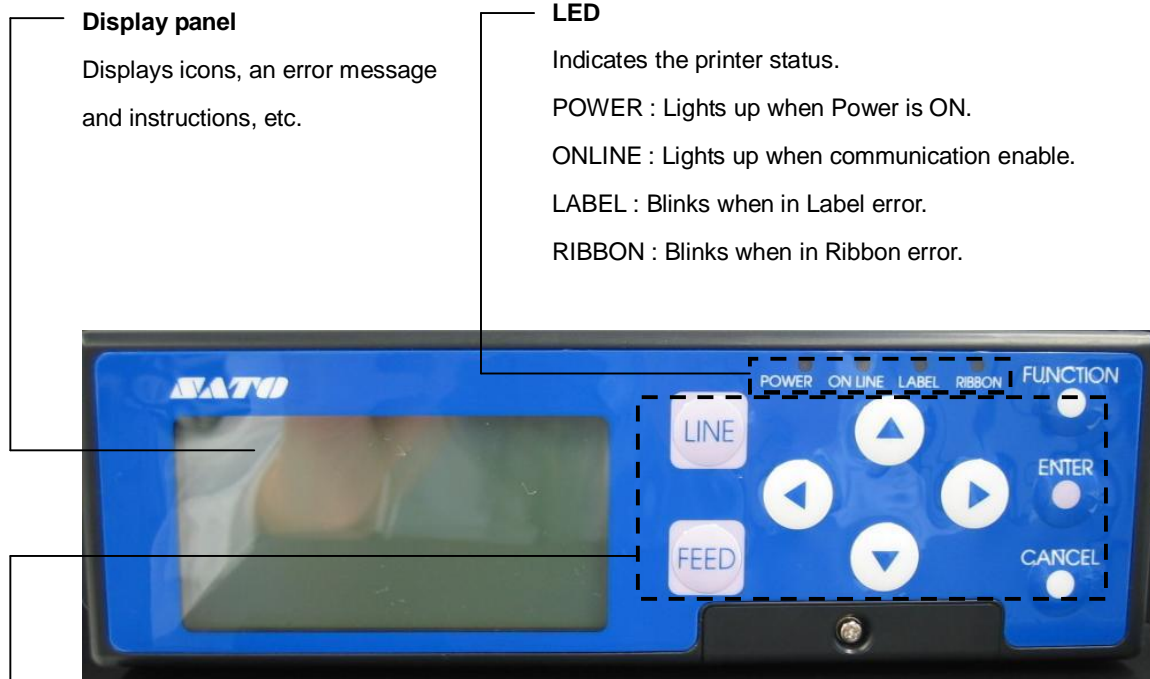 Display panel
Displays icons, an error message
and instructions, etc.
LED
Indicates the printer status.
POWER : Lights up when Power is ON.
ONLINE : Lights up when communication enable.
LABEL : Blinks when in Label error.
RIBBON : Blinks when in Ribbon error.
SATO
POWER ON LINE LABEL RIBBON
FUNCTION
LINE
ENTER
FEED
CANCEL